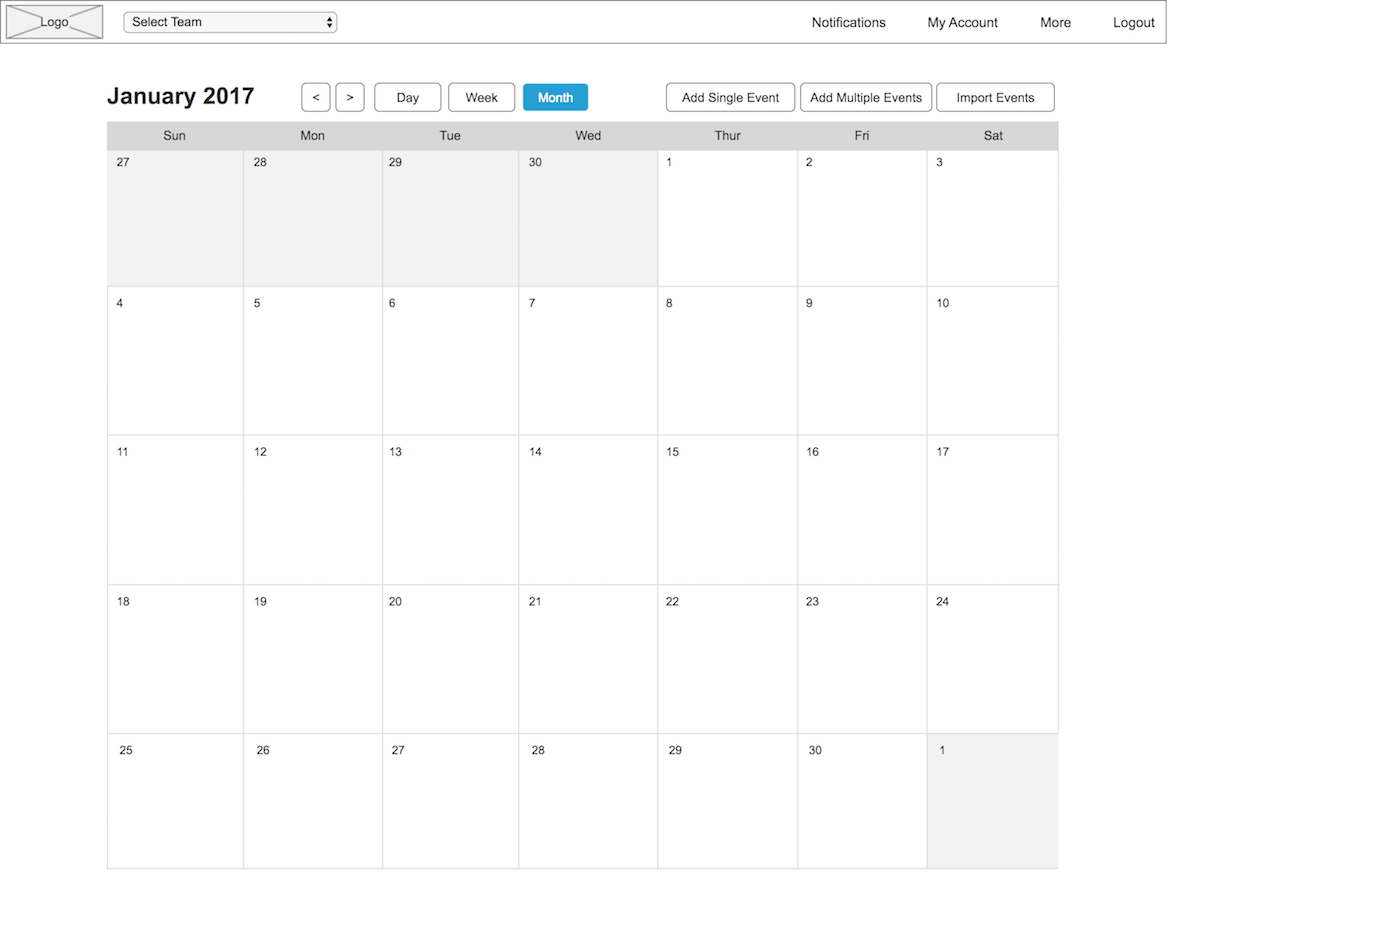 Logo Select Team Notifications My Account More Logout
January 2017 < > Day Week Month Add Single Event Add Multiple Events Import Events
Sun Mon Tue Wed Thur Fri Sat
27 28 29 30 1 2 3
4 5 6 7 8 9 10
11 12 13 14 15 16 17
18 19 20 21 22 23 24
25 26 27 28 29 30 1